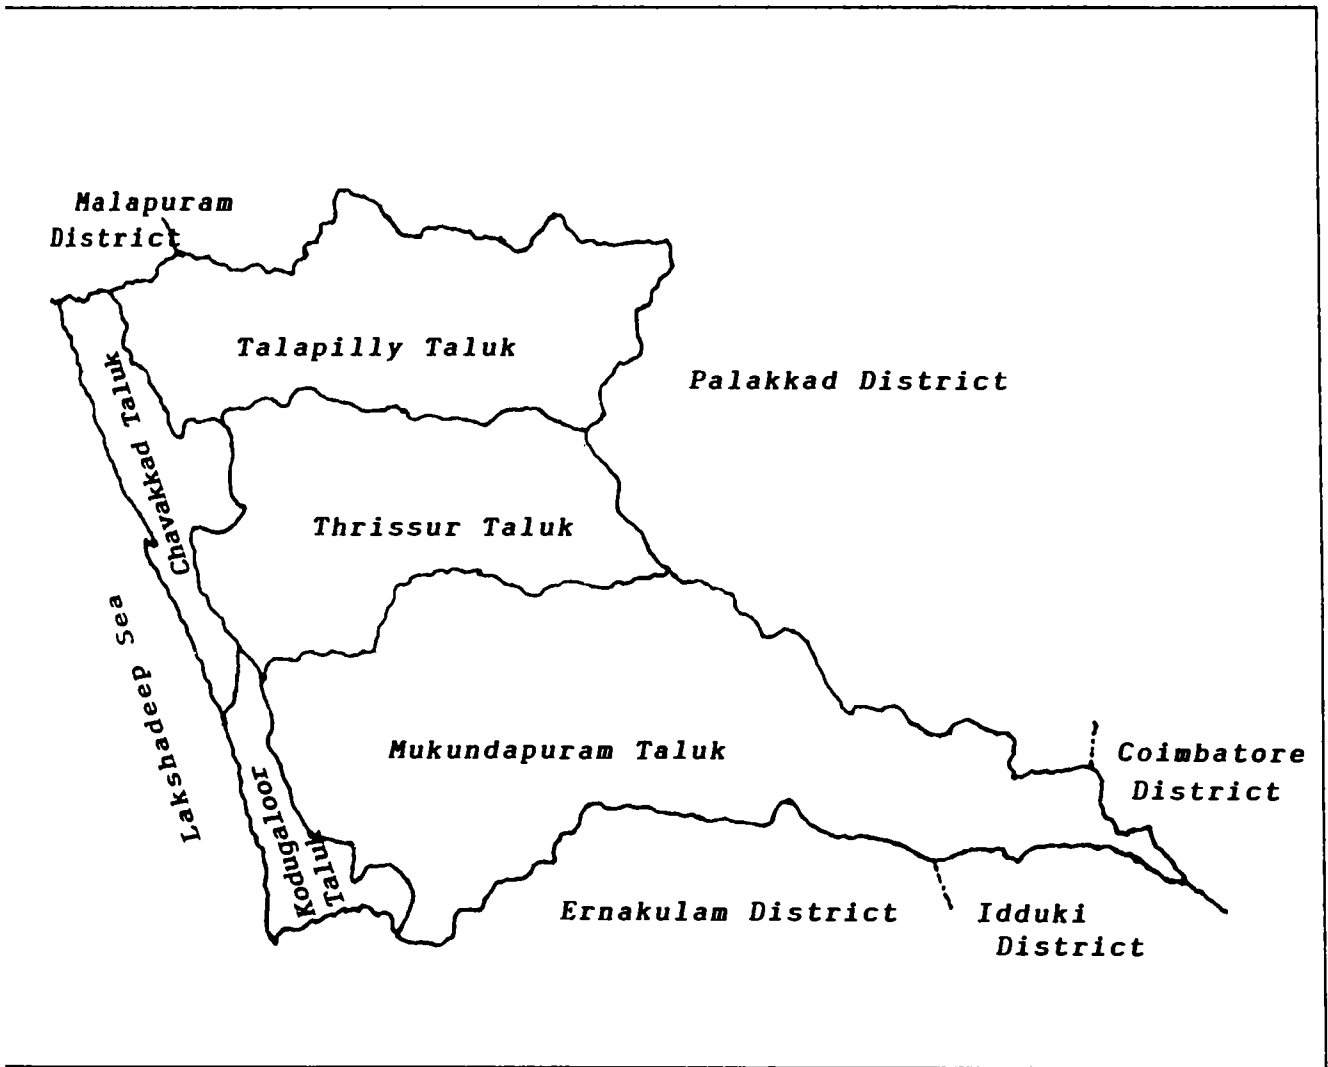 Malapuram
District
Talapilly Taluk
Palakkad District
Chavakkad Taluk
Thrissur Taluk
Lakshadeep Sea
Mukundapuram Taluk
Coimbatore
District
Kodugaloor
Taluk
Ernakulam District
Idduki
District